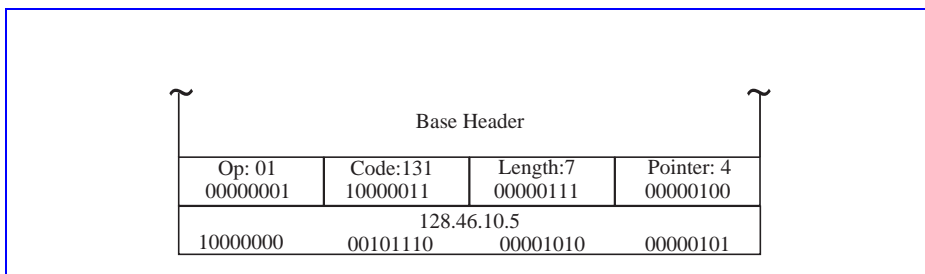 Base Header
Op: 01 Code:131 Length:7 Pointer: 4
00000001 10000011 00000111 00000100
128.46.10.5
10000000 00101110 00001010 00000101